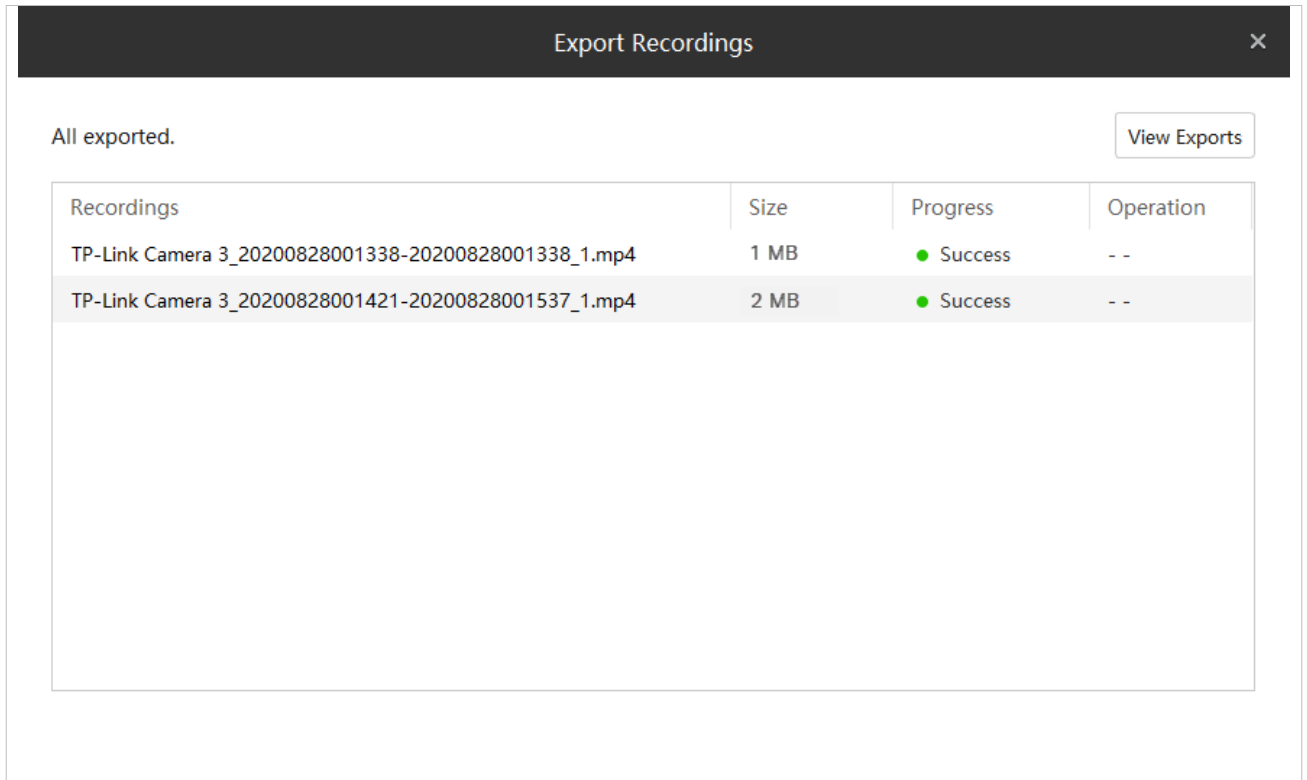 Export Recordings
All exported.
View Exports
Recordings Size Progress Operation
TP-Link Camera 3_20200828001338-20200828001338_1.mp4 1 MB Success - -
TP-Link Camera 3_20200828001421-20200828001537_1.mp4 2 MB Success - -